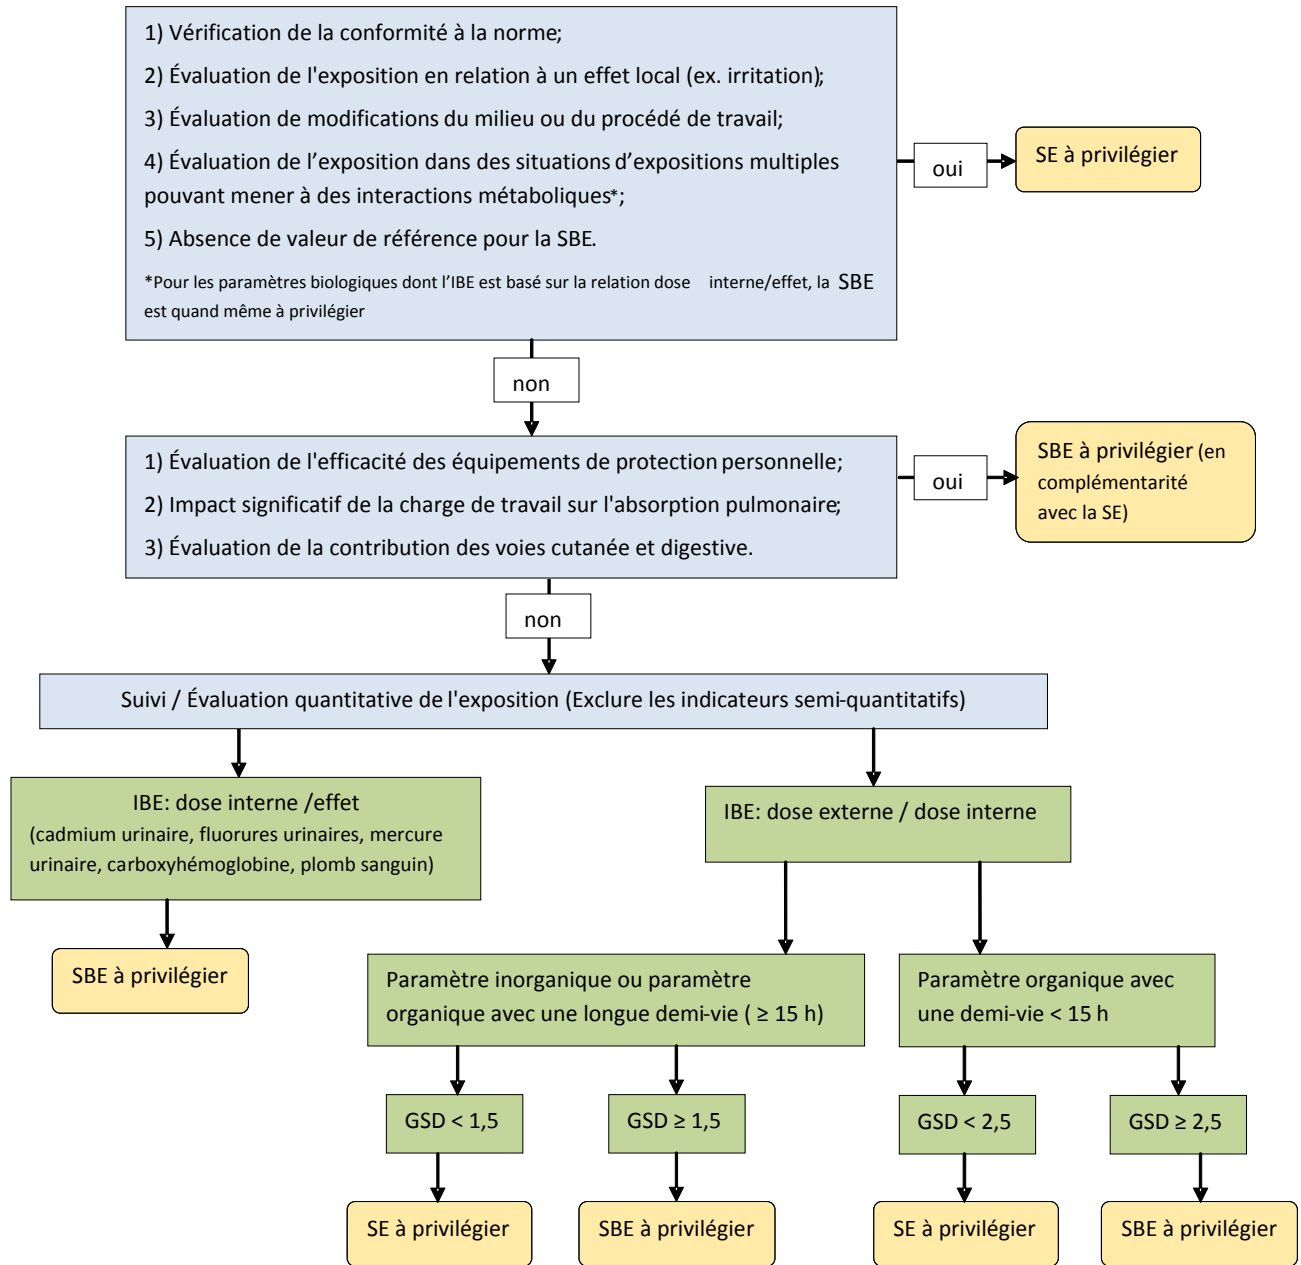 1) Vérification de la conformité à la norme;
2) Évaluation de l'exposition en relation à un effet local (ex. irritation);
3) Évaluation de modifications du milieu ou du procédé de travail;
4) Évaluation de l’exposition dans des situations d’expositions multiples
pouvant mener à des interactions métaboliques*;
5) Absence de valeur de référence pour la SBE.
*Pour les paramètres biologiques dont l’IBE est basé sur la relation dose interne/effet, la SBE
est quand même à privilégier
oui
SE à privilégier
non
1) Évaluation de l'efficacité des équipements de protection personnelle;
2) Impact significatif de la charge de travail sur l'absorption pulmonaire;
3) Évaluation de la contribution des voies cutanée et digestive.
oui
SBE à privilégier (en
complémentarité
avec la SE)
non
Suivi / Évaluation quantitative de l'exposition (Exclure les indicateurs semi-quantitatifs)
IBE: dose interne /effet
(cadmium urinaire, fluorures urinaires, mercure
urinaire, carboxyhémoglobine, plomb sanguin)
IBE: dose externe / dose interne
SBE à privilégier
Paramètre inorganique ou paramètre
organique avec une longue demi-vie ( ≥ 15 h)
Paramètre organique avec
une demi-vie < 15 h
GSD < 1,5
GSD ≥ 1,5
GSD < 2,5
GSD ≥ 2,5
SE à privilégier
SBE à privilégier
SE à privilégier
SBE à privilégier